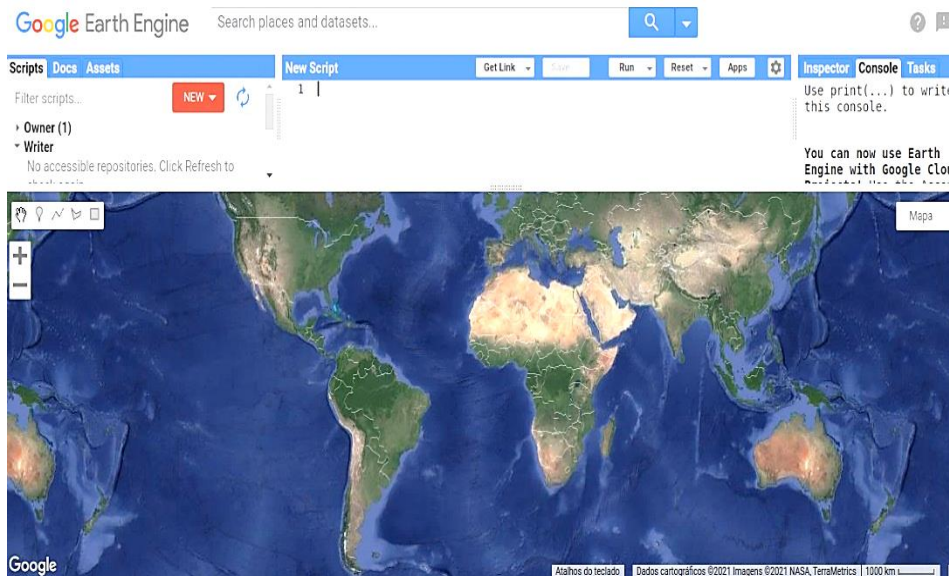 Google Earth Engine
Search places and datasets...
Scripts Docs Assets
Filter scripts...
NEW
Owner (1)
Writer
No accessible repositories. Click Refresh to
New Script
Get Link
Save
Run
Reset
Apps
1
Inspector Console Tasks
Use print(...) to write
this console.
You can now use Earth
Engine with Google Clou
Mapa
Google
Atalhos do teclado
Dados cartográficos ©2021 Imagens ©2021 NASA, TerraMetrics
1000 km